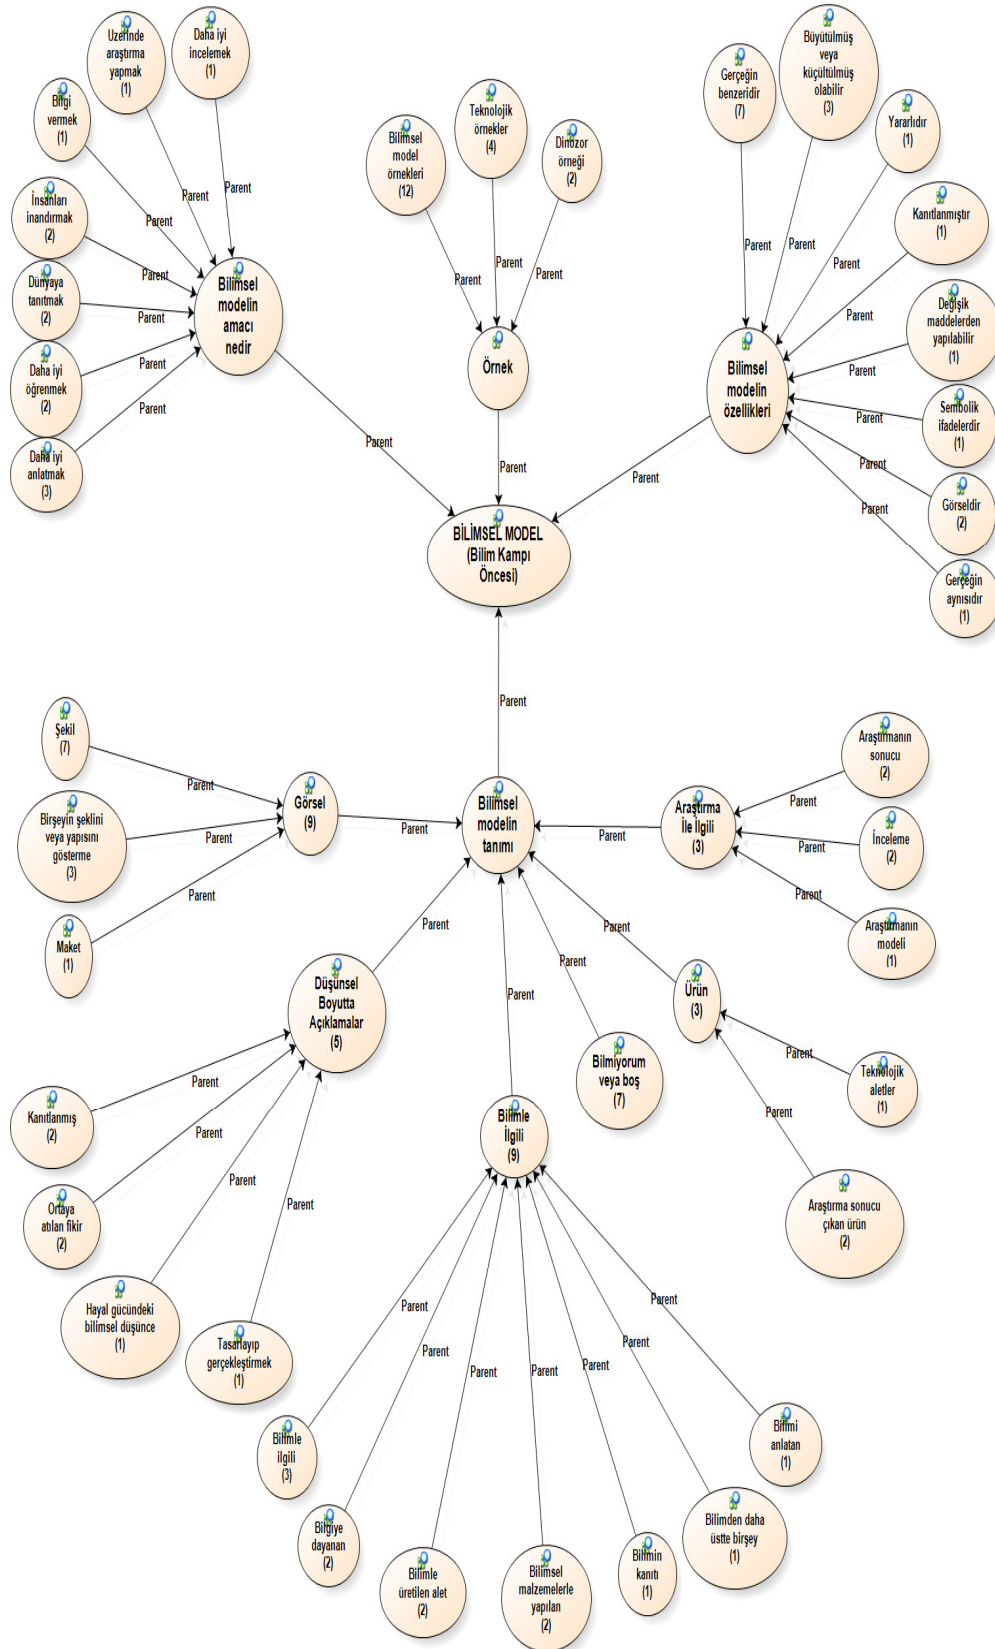 Daha iyi
incelemek
(1)
Üzerinde
araştırma
yapmak
(1)
Bilgi
vermek
(1)
İnsanları
inandırmak
(2)
Dünyaya
tanıtmak
(2)
Daha iyi
öğrenmek
(2)
Daha iyi
anlatmak
(3)
Parent
Parent
Parent
Parent
Parent
Parent
Parent
Bilimsel
modelin
amacı
nedir
Parent
Bilimsel
model
örnekleri
(12)
Teknolojik
örnekler
(4)
Dinozor
örneği
(2)
Parent
Parent
Parent
Örnek
Parent
Gerçeğin
benzeridir
(7)
Büyütülmüş
veya
küçültülmüş
olabilir
(3)
Yararlıdır
(1)
Kanıtlanmıştır
(1)
Değişik
maddelerden
yapılabilir
(1)
Sembolik
ifadelerdir
(1)
Görseldir
(2)
Gerçeğin
aynısıdır
(1)
Parent
Parent
Parent
Parent
Parent
Parent
Parent
Parent
Bilimsel
modelin
özellikleri
Parent
BİLİMSEL MODEL
(Bilim Kampı
Öncesi)
Parent
Şekil
(7)
Birşeyin şeklini
veya yapısını
gösterme
(3)
Maket
(1)
Parent
Parent
Parent
Görsel
(9)
Parent
Bilimsel
modelin
tanımı
Parent
Araştırma
İle İlgili
(3)
Parent
Parent
Parent
Araştırmanın
sonucu
(2)
İnceleme
(2)
Araştırmanın
modeli
(1)
Parent
Düşünsel
Boyutta
Açıklamalar
(5)
Parent
Parent
Parent
Parent
Kanıtlanmış
(2)
Ortaya
atılan fikir
(2)
Hayal gücündeki
bilimsel düşünce
(1)
Tasarlayıp
gerçekleştirmek
(1)
Parent
Bilmiyorum
veya boş
(7)
Parent
Ürün
(3)
Parent
Parent
Teknolojik
aletler
(1)
Araştırma sonucu
çıkan ürün
(2)
Parent
Bilimle
İlgili
(9)
Parent
Parent
Parent
Parent
Parent
Parent
Parent
Bilimle
ilgili
(3)
Bilgiye
dayanan
(2)
Bilimle
üretilen alet
(2)
Bilimsel
malzemelerle
yapılan
(2)
Bilimin
kanıtı
(1)
Bilimden daha
üstte birşey
(1)
Bilimi
anlatan
(1)